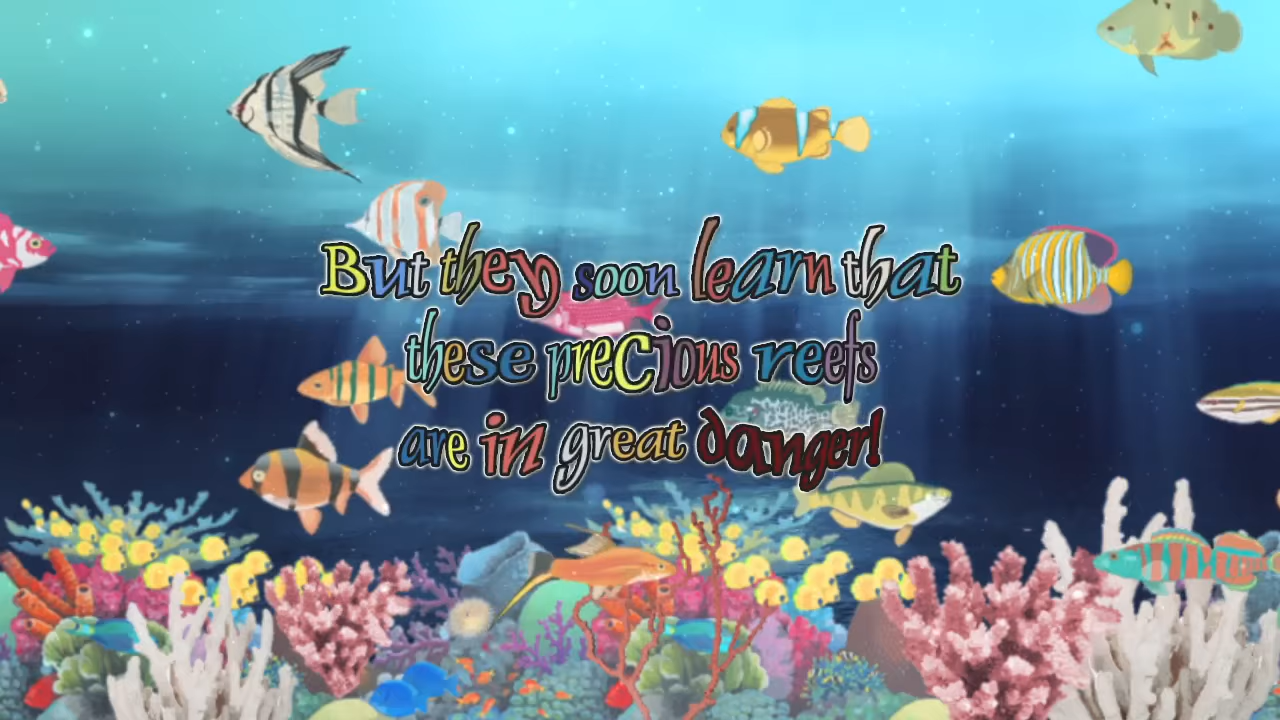 But they soon learn that
these precious reefs
are in great danger!